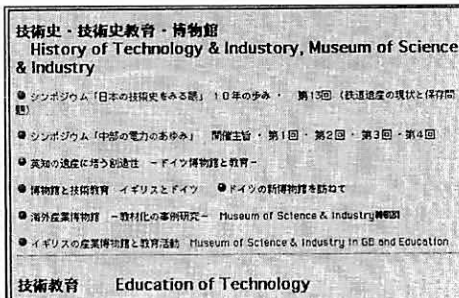 技術史・技術史教育・博物館
History of Technology & Industory, Museum of Science
& Industry
● シンポジウム「日本の技術史をみる眼」 10年の歩み ・ 第13回 (鉄道遺産の現状と保存問
題)
● シンポジウム「中部の電力のあゆみ」 開催主旨・第1回・第2回・第3回・第4回
● 英知の遺産に培う創造性 －ドイツ博物館と教育－
● 博物館と技術教育 イギリスとドイツ ● ドイツの新博物館を訪ねて
● 海外産業博物館 －教材化の事例研究－ Museum of Science & Industry
● イギリスの産業博物館と教育活動 Museum of Science & Industry in GB and Education
技術教育 Education of Technology